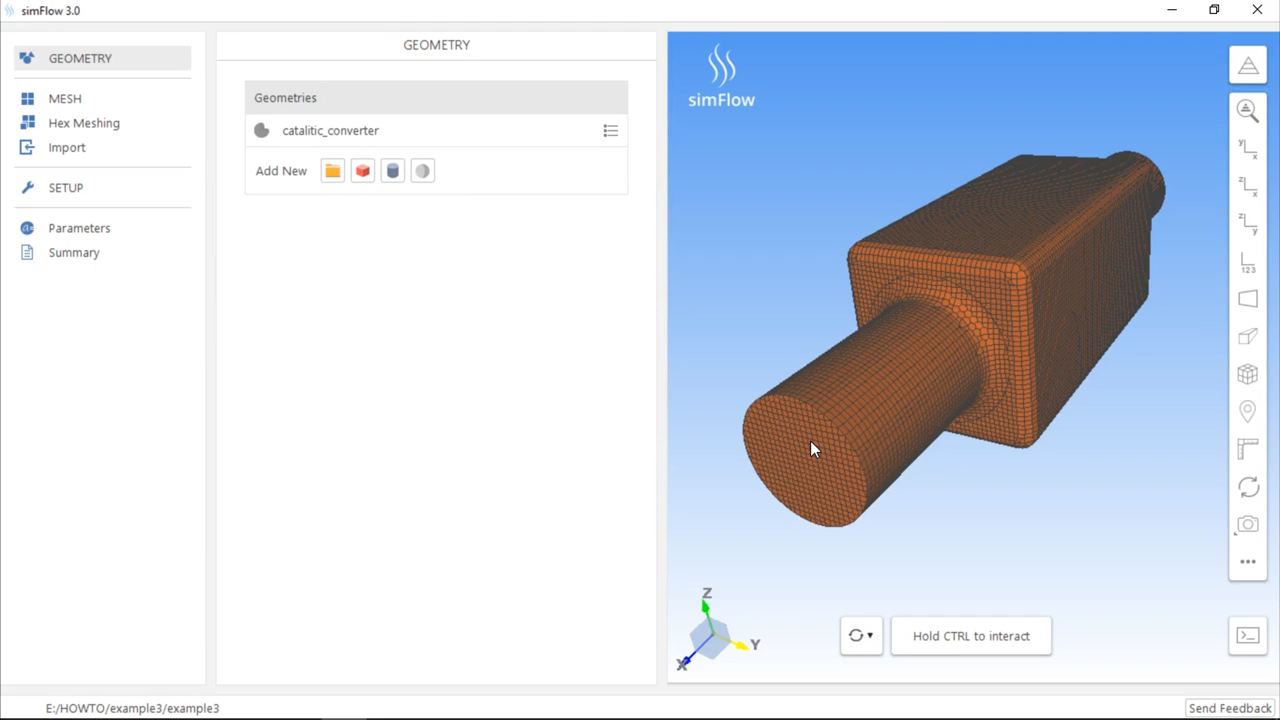 simFlow 3.0
GEOMETRY
MESH
Hex Meshing
Import
SETUP
Parameters
Summary
GEOMETRY
Geometries
catalitic_converter
Add New
simFlow
y
x
z
x
z
y
123
Z
Y
X
Hold CTRL to interact
E:/HOWTO/example3/example3
Send Feedback